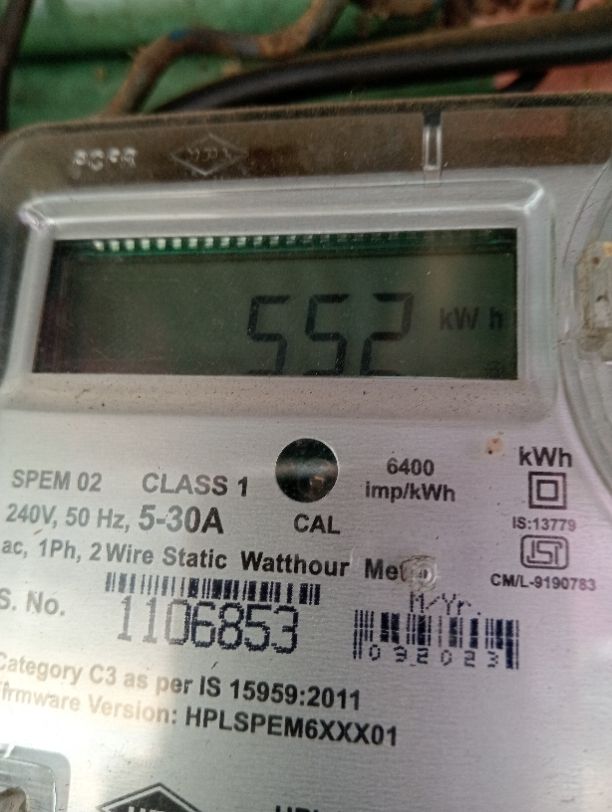 552 kWh
SPEM 02 CLASS 1
6400
imp/kWh
kWh
240V, 50 Hz, 5-30A
CAL
IS:13779
ac, 1Ph, 2 Wire Static Watthour
CM/L-9190783
S. No.
1106853
M/Yr.
092023
Category C3 as per IS 15959:2011
Firmware Version: HPLSPEM6XXX01